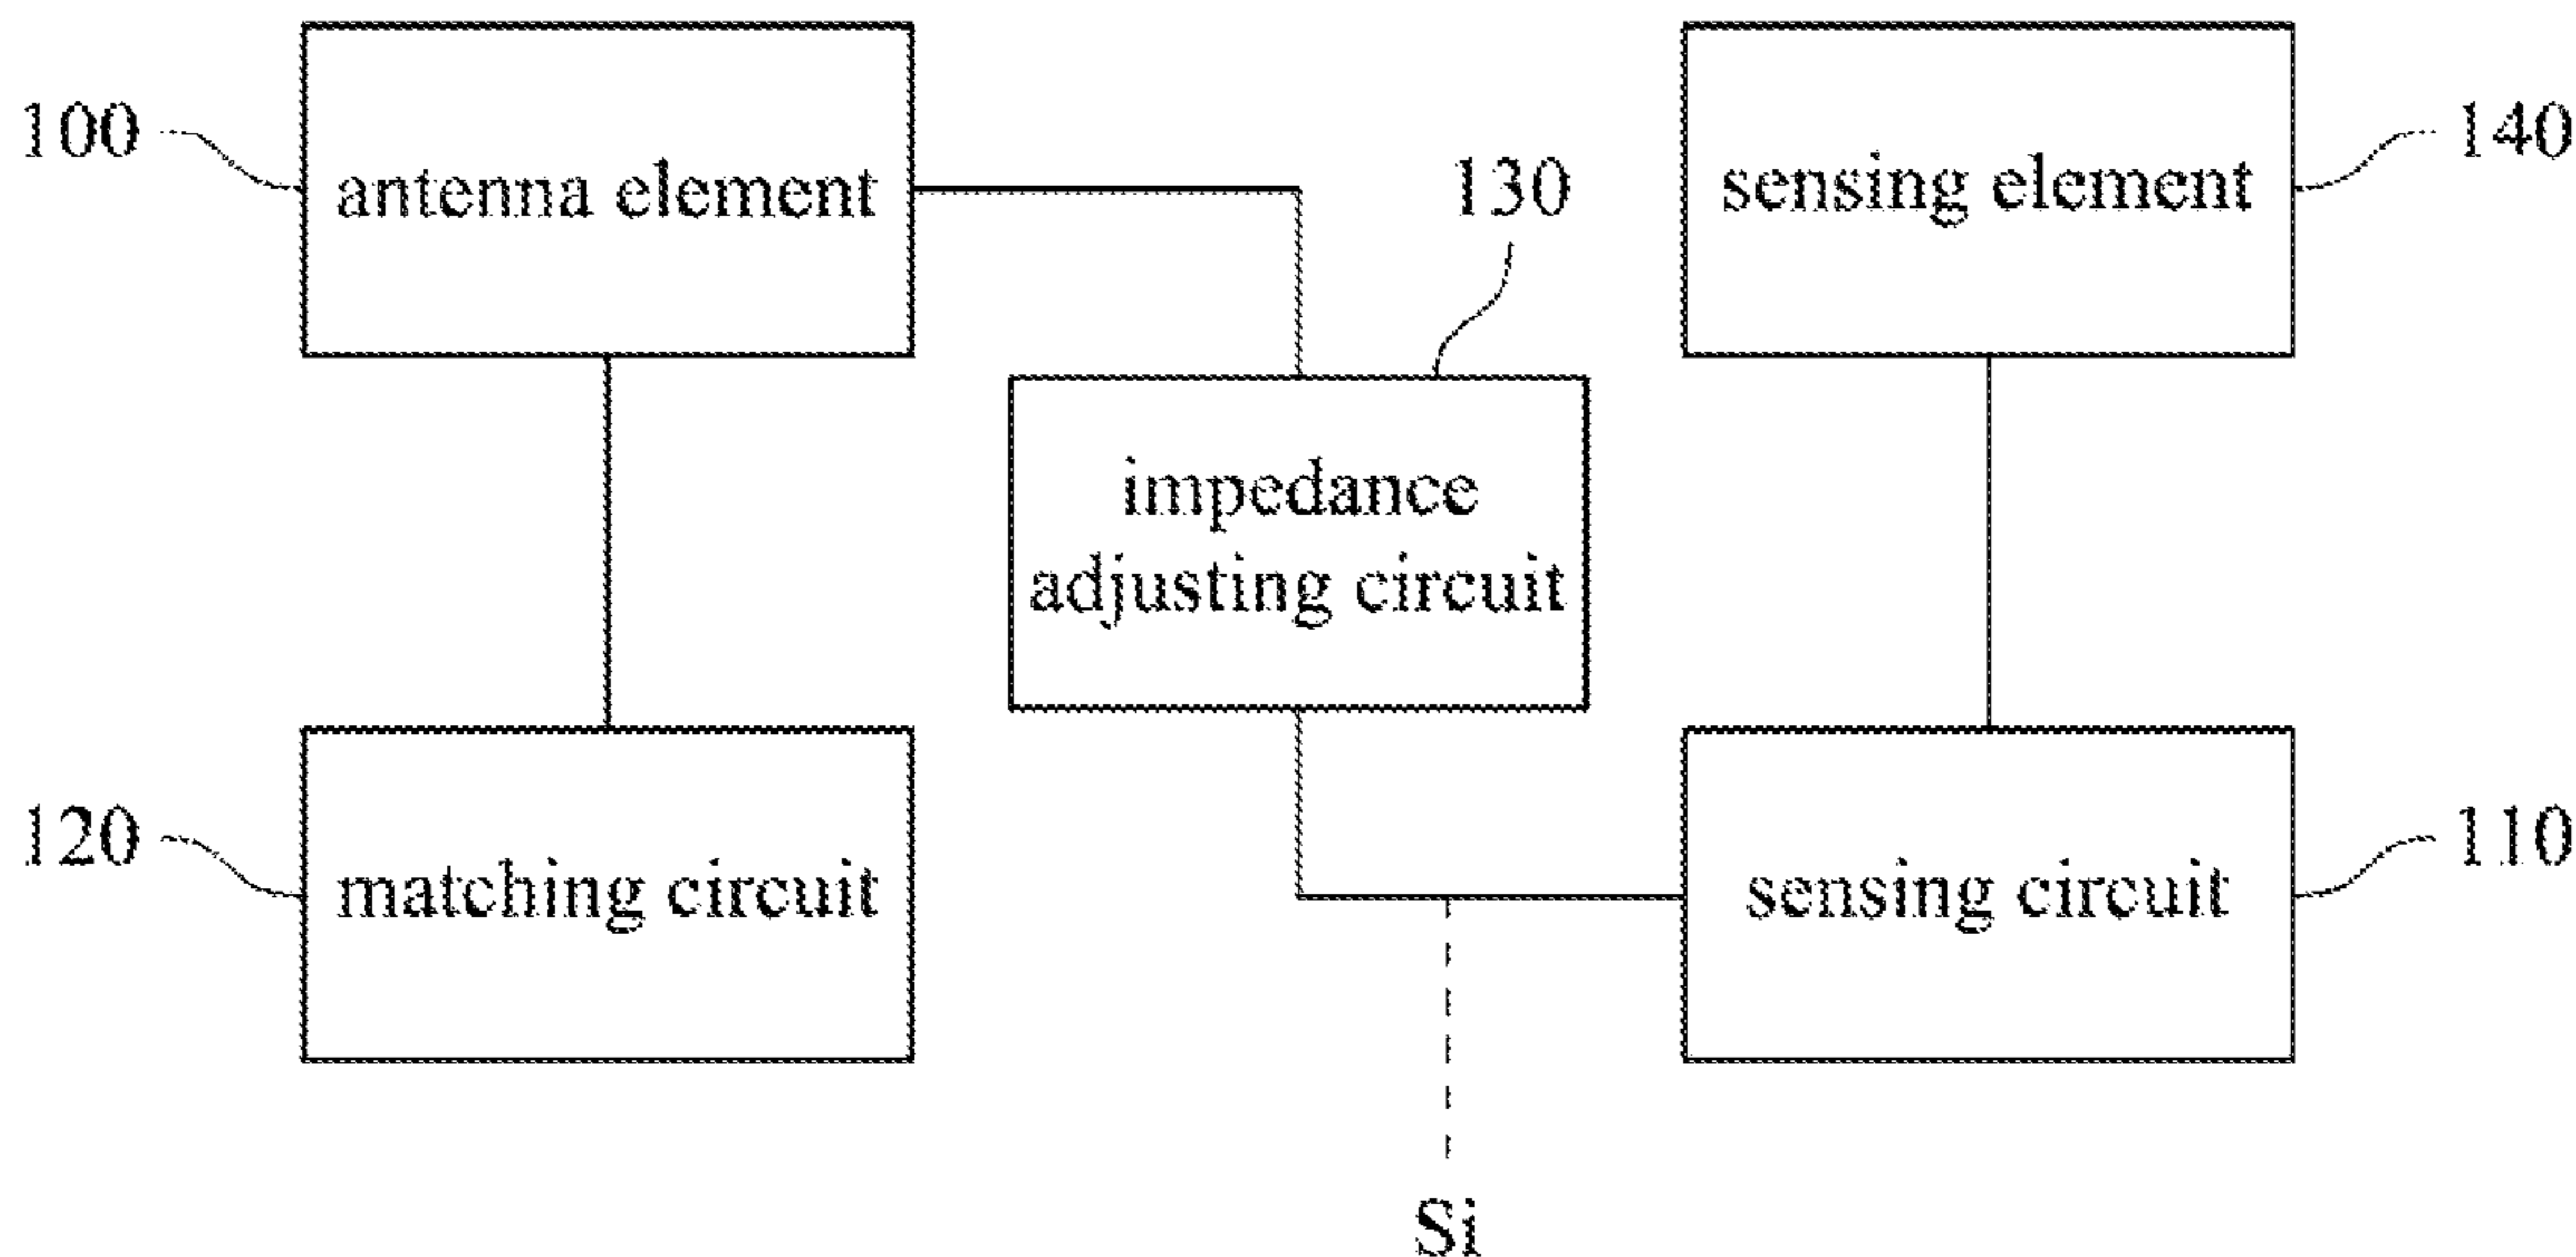 100
antenna element
130
sensing element
140
impedance
adjusting circuit
120
matching circuit
sensing circuit
110
Si